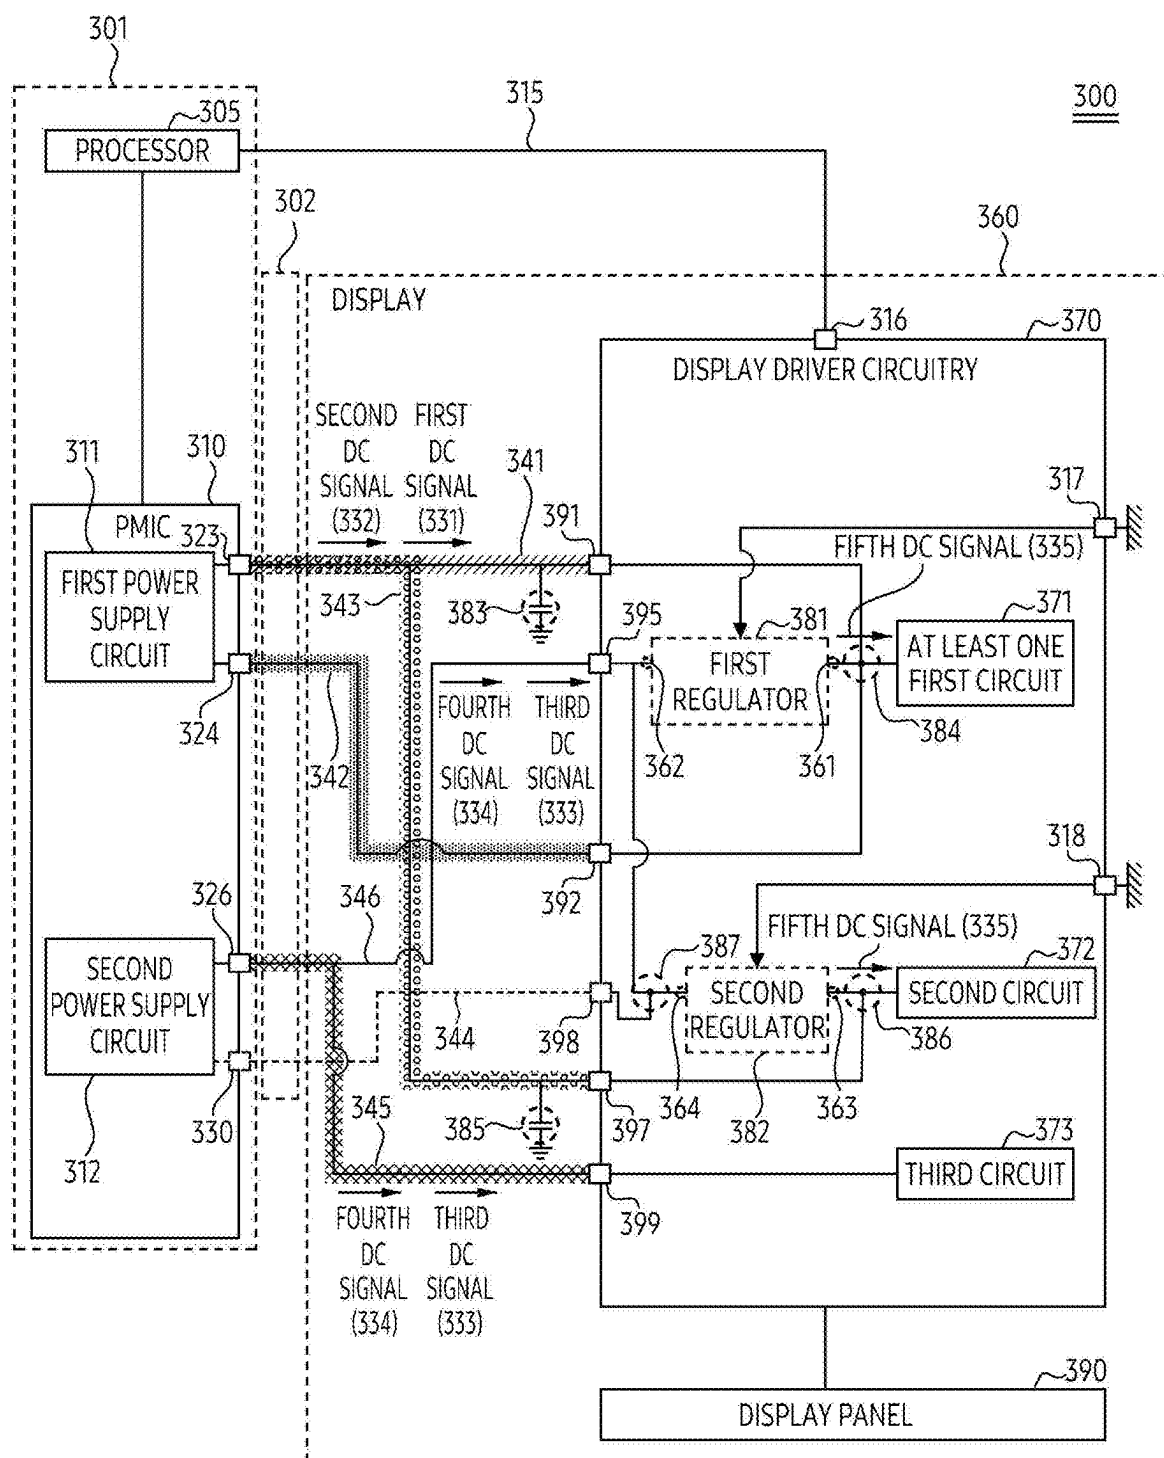 301
305
PROCESSOR
315
300
302
360
DISPLAY
316
370
DISPLAY DRIVER CIRCUITRY
SECOND
DC
SIGNAL
(332)
FIRST
DC
SIGNAL
(331)
341
311
310
PMIC
323
391
317
FIFTH DC SIGNAL (335)
FIRST POWER
SUPPLY
CIRCUIT
343
383
395
381
371
FIRST
REGULATOR
AT LEAST ONE
FIRST CIRCUIT
324
342
FOURTH
DC
SIGNAL
(334)
THIRD
DC
SIGNAL
(333)
362
361
384
392
318
326
346
387
FIFTH DC SIGNAL (335)
372
SECOND
POWER SUPPLY
CIRCUIT
344
398
SECOND
REGULATOR
SECOND CIRCUIT
386
330
312
345
385
397
364
382
363
373
THIRD CIRCUIT
399
FOURTH
DC
SIGNAL
(334)
THIRD
DC
SIGNAL
(333)
390
DISPLAY PANEL